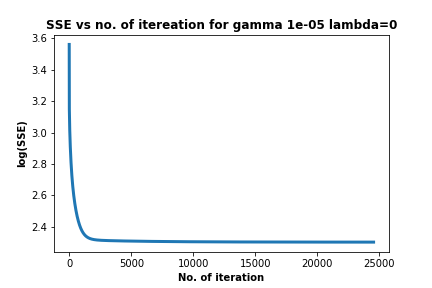 SSE vs no. of itereation for gamma 1e-05 lambda=0
3.6
3.4
3.2
3.0
2.8
2.6
2.4
log(SSE)
0 5000 10000 15000 20000 25000
No. of iteration